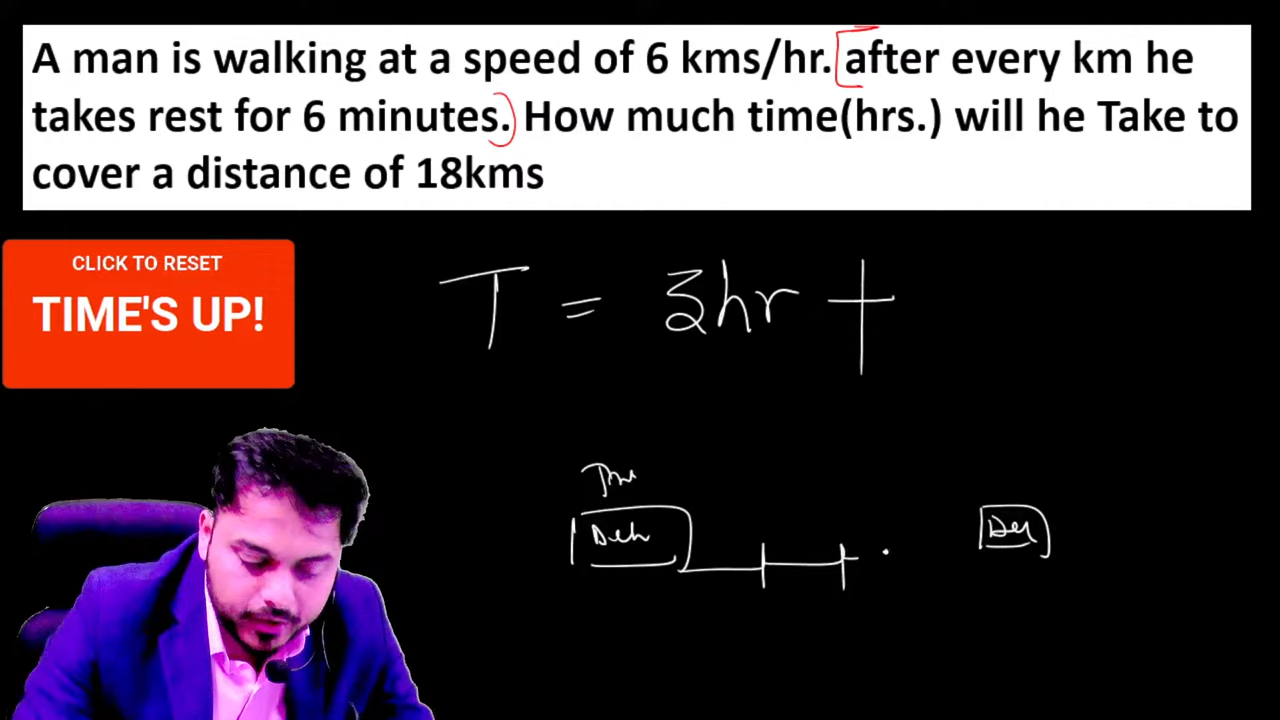 A man is walking at a speed of 6 kms/hr. after every km he
takes rest for 6 minutes. How much time(hrs.) will he Take to
cover a distance of 18kms
CLICK TO RESET
TIME'S UP!
T = 3hr +